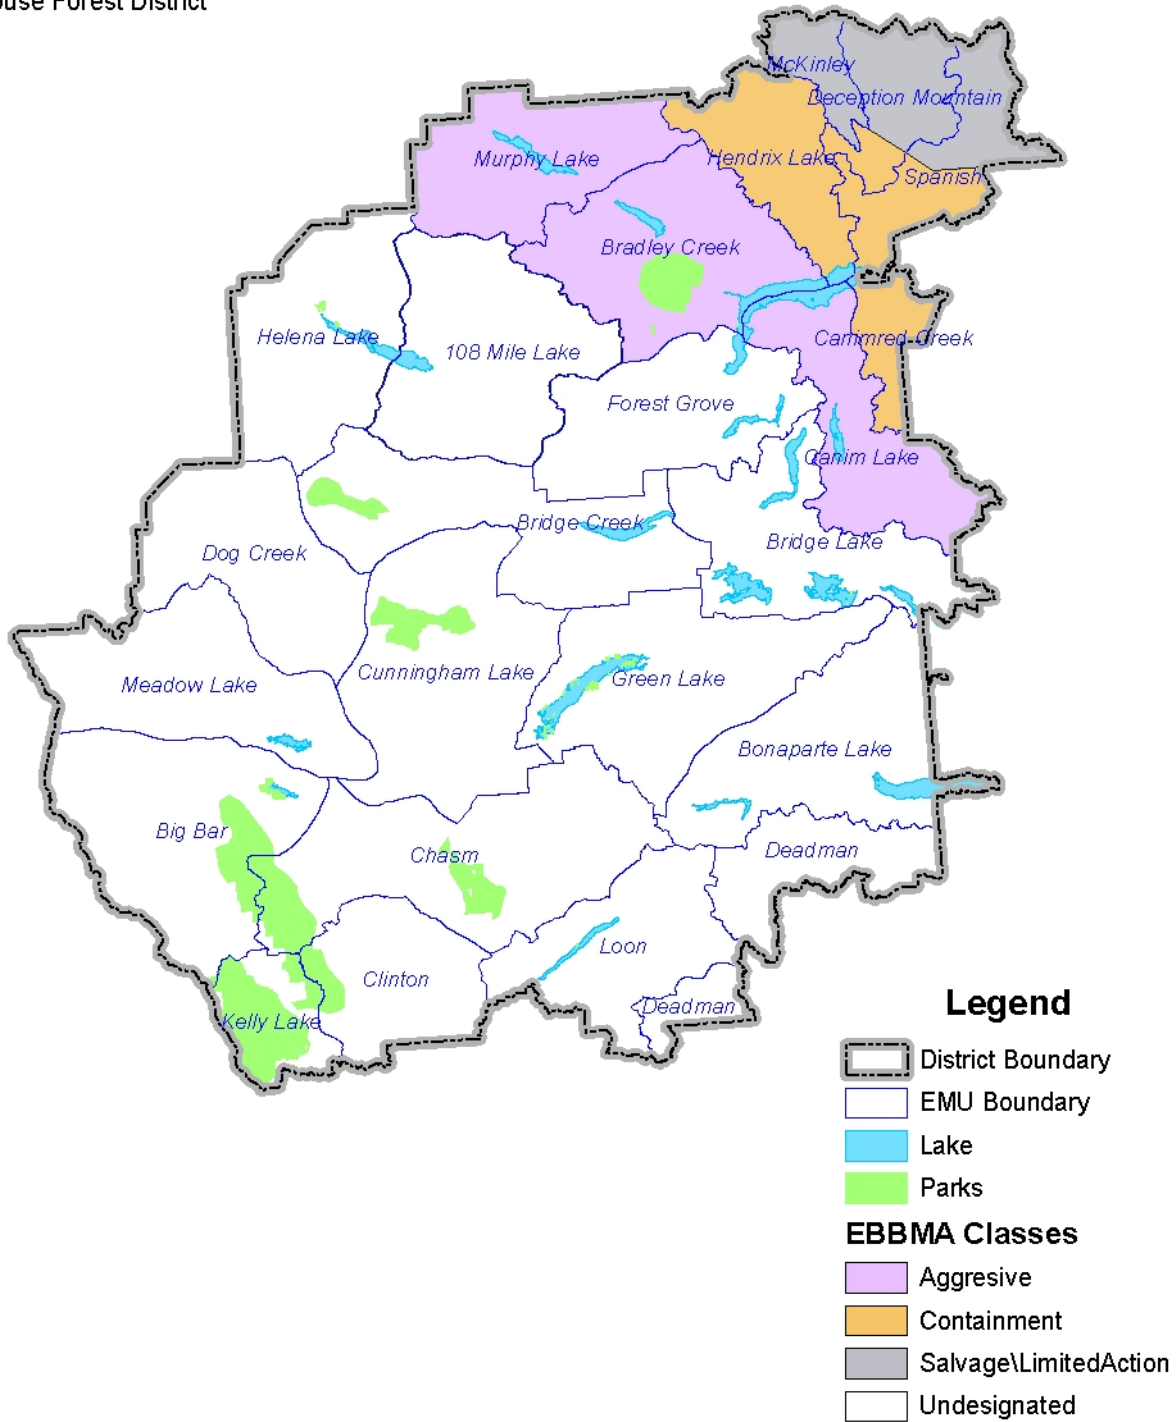 Forest District
McKinley
Deception Mountain
Murphy Lake
Hendrix Lake
Spanish
Bradley Creek
Helena Lake
108 Mile Lake
Canimred Creek
Forest Grove
Canim Lake
Bridge Creek
Bridge Lake
Dog Creek
Cunningham Lake
Green Lake
Meadow Lake
Bonaparte Lake
Big Bar
Chasm
Deadman
Loon
Clinton
Deadman
Kelly Lake
Legend
District Boundary
EMU Boundary
Lake
Parks
EBBMA Classes
Aggresive
Containment
Salvage\LimitedAction
Undesignated